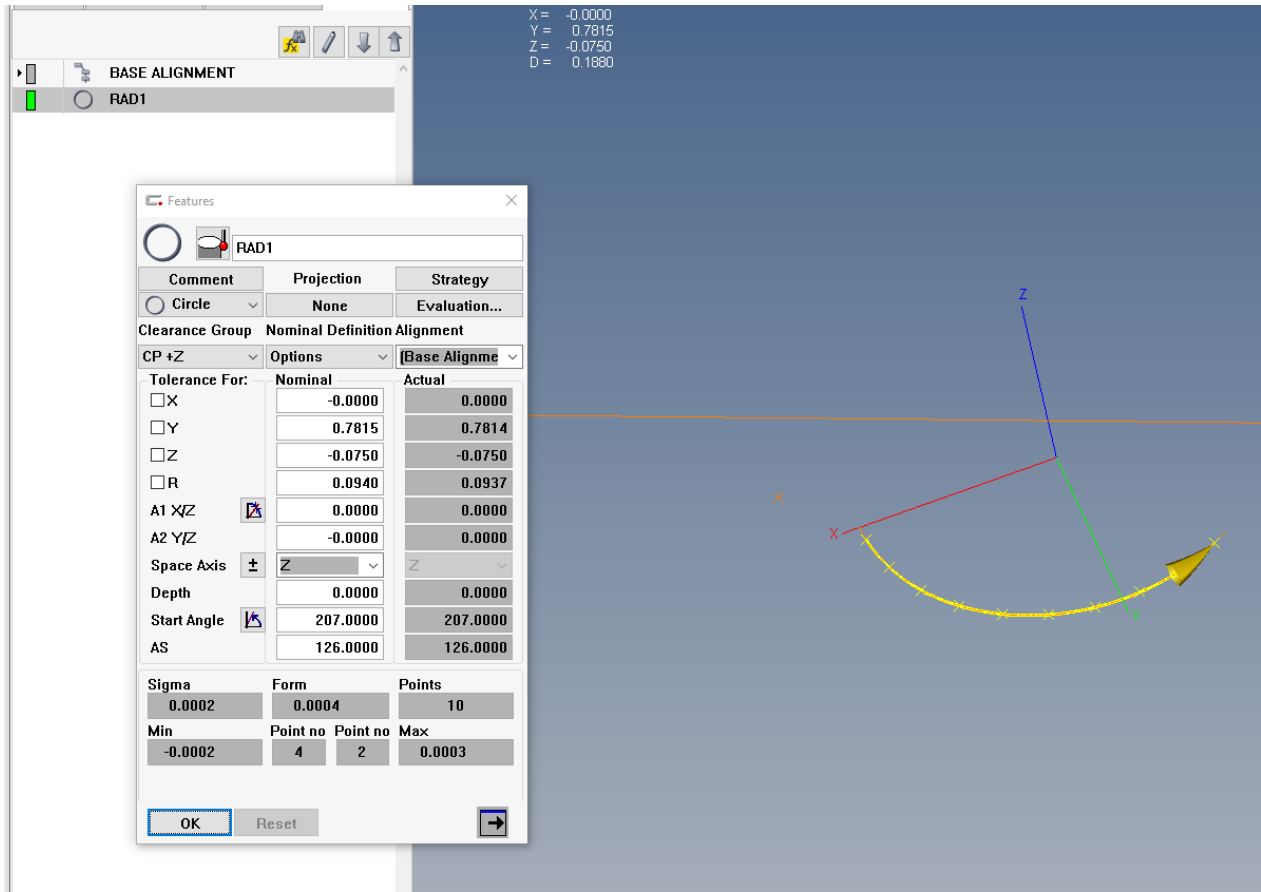 X = -0.0000
Y = 0.7815
Z = -0.0750
D = 0.1880
fx
BASE ALIGNMENT
RAD1
Features
RAD1
Comment Projection Strategy
Circle None Evaluation...
Clearance Group Nominal Definition Alignment
CP +Z Options (Base Alignme
Tolerance For: Nominal Actual
X -0.0000 0.0000
Y 0.7815 0.7814
Z -0.0750 -0.0750
R 0.0940 0.0937
A1 X/Z 0.0000 0.0000
A2 Y/Z -0.0000 0.0000
Space Axis ± Z Z
Depth 0.0000 0.0000
Start Angle 207.0000 207.0000
AS 126.0000 126.0000
Sigma Form Points
0.0002 0.0004 10
Min Point no Point no Max
-0.0002 4 2 0.0003
OK Reset
Z
X